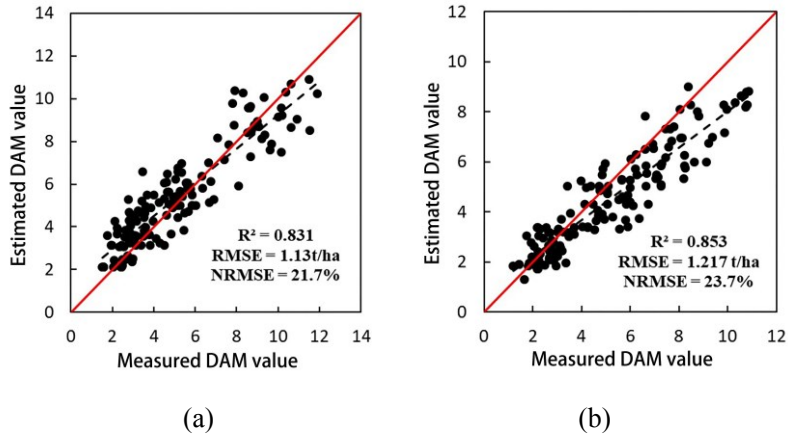 14
12
10
8
6
4
2
0
Estimated DAM value
R² = 0.831
RMSE = 1.13t/ha
NRMSE = 21.7%
0 2 4 6 8 10 12 14
Measured DAM value
(a)
12
10
8
6
4
2
0
Estimated DAM value
R² = 0.853
RMSE = 1.217 t/ha
NRMSE = 23.7%
0 2 4 6 8 10 12
Measured DAM value
(b)